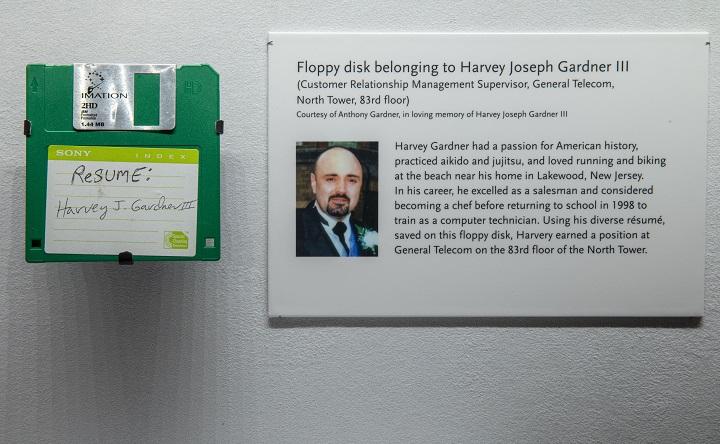 HD
IMATION
2HD
IBM
Formatted
1.44 MB
SONY INDEX
RESUME:
Harvey J. Gardner III
Floppy disk belonging to Harvey Joseph Gardner III
(Customer Relationship Management Supervisor, General Telecom,
North Tower, 83rd floor)
Courtesy of Anthony Gardner, in loving memory of Harvey Joseph Gardner III
Harvey Gardner had a passion for American history,
practiced aikido and jujitsu, and loved running and biking
at the beach near his home in Lakewood, New Jersey.
In his career, he excelled as a salesman and considered
becoming a chef before returning to school in 1998 to
train as a computer technician. Using his diverse résumé,
saved on this floppy disk, Harvery earned a position at
General Telecom on the 83rd floor of the North Tower.